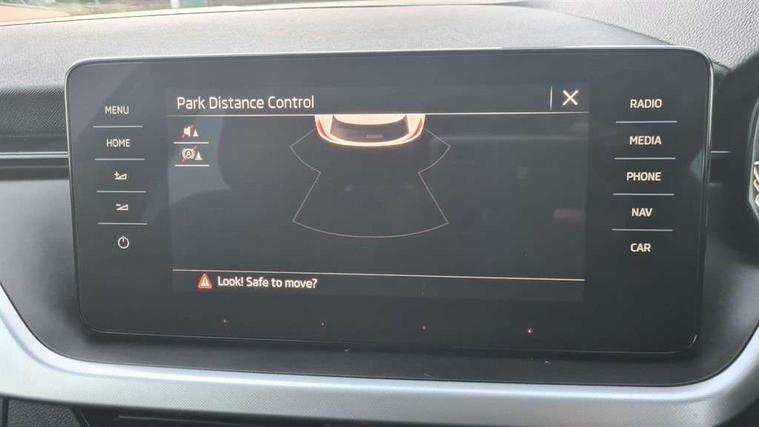 Park Distance Control
MENU
HOME
RADIO
MEDIA
PHONE
NAV
CAR
Look! Safe to move?